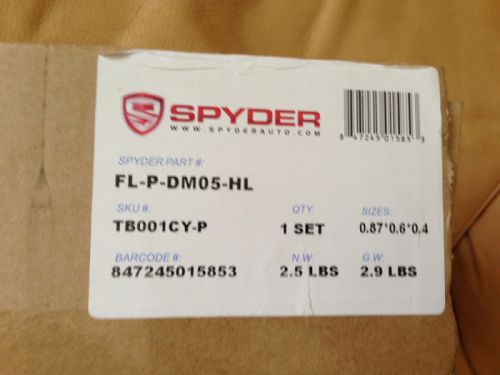 SPYDER
WWW.SPYDERAUTO.COM
8 47245 01585 3
SPYDER PART #:
FL-P-DM05-HL
SKU #: QTY: SIZES:
TB001CY-P 1 SET 0.87*0.6*0.4
BARCODE #: N.W: G.W:
847245015853 2.5 LBS 2.9 LBS